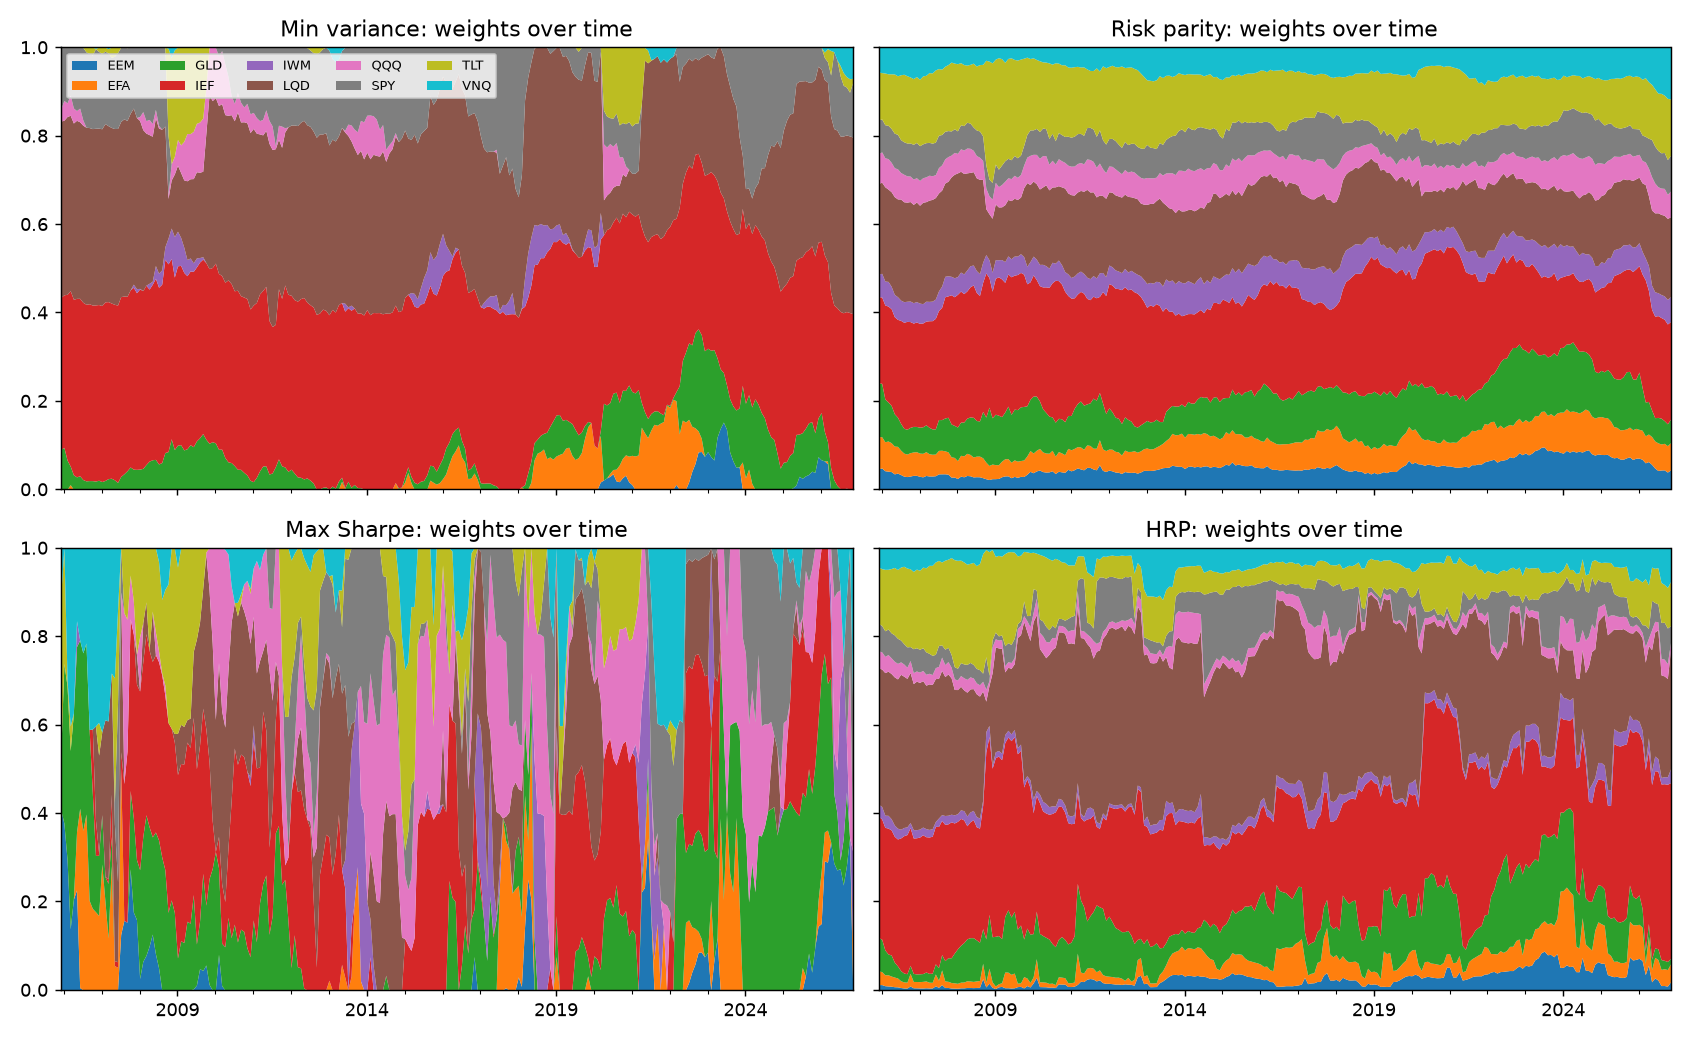 Min variance: weights over time
Risk parity: weights over time
1.0
0.8
0.6
0.4
0.2
0.0
EEM GLD IWM QQQ TLT
EFA IEF LQD SPY VNQ
Max Sharpe: weights over time
HRP: weights over time
1.0
0.8
0.6
0.4
0.2
0.0
2009 2014 2019 2024
2009 2014 2019 2024